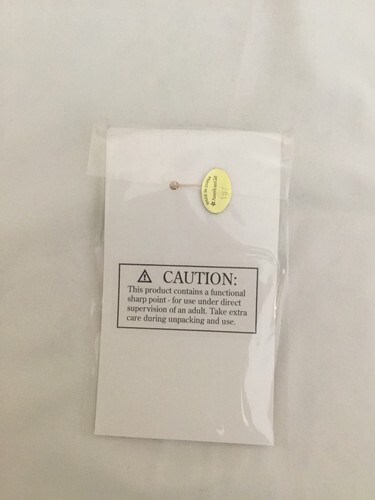 CAUTION:
This product contains a functional
sharp point - for use under direct
supervision of an adult. Take extra
care during unpacking and use.